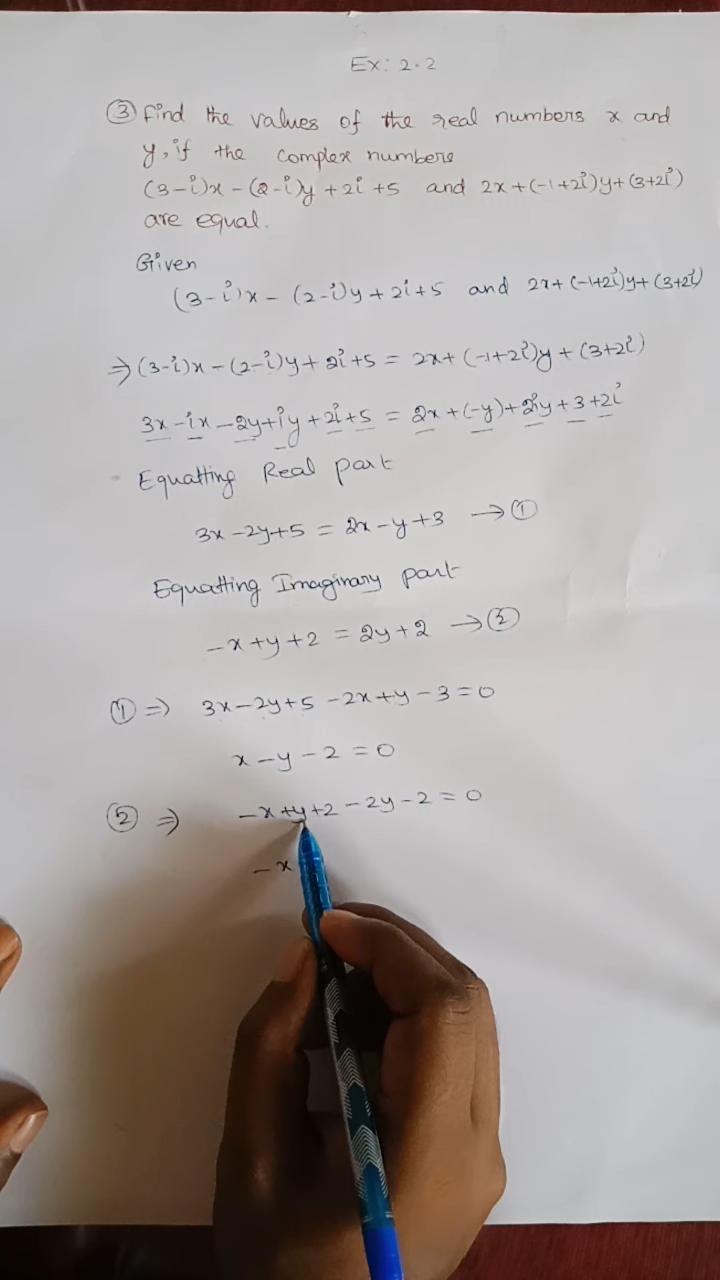 Ex: 2.2
③ Find the values of the real numbers x and
y, if the complex numbers
(3-i)x - (2-i)y + 2i + 5 and 2x + (-1+2i)y + (3+2i)
are equal.
Given
(3-i)x - (2-i)y + 2i + 5 and 2x + (-1+2i)y + (3+2i)
⇒ (3-i)x - (2-i)y + 2i + 5 = 2x + (-1+2i)y + (3+2i)
3x - ix - 2y + iy + 2i + 5 = 2x + (-y) + 2iy + 3 + 2i
Equatting Real part
3x - 2y + 5 = 2x - y + 3 → ①
Equatting Imaginary part
-x + y + 2 = 2y + 2 → ②
① ⇒ 3x - 2y + 5 - 2x + y - 3 = 0
x - y - 2 = 0
② ⇒ -x + y + 2 - 2y - 2 = 0
-x